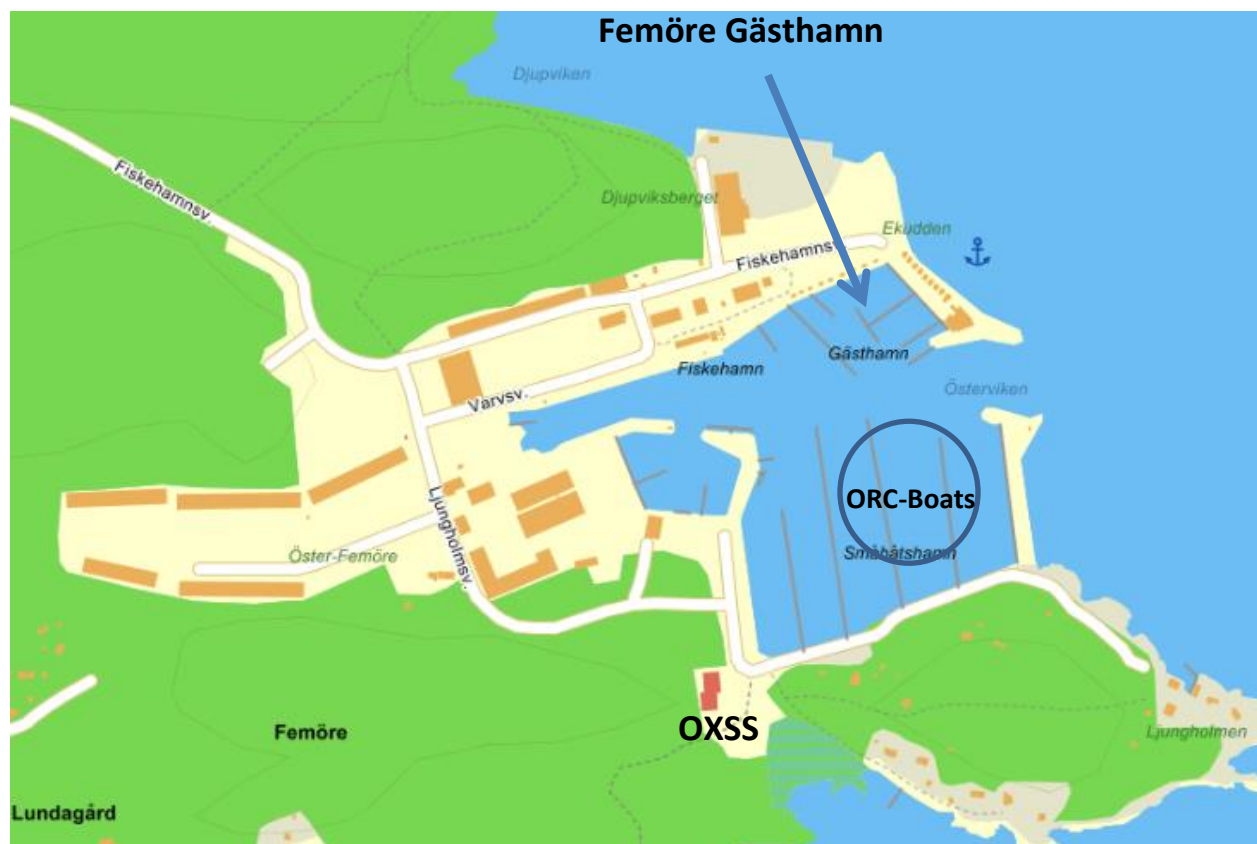 Femöre Gästhamn
Djupviken
Fiskehamnsv.
Djupviksberget
Ekudden
Fiskehamnsv.
Gästhamn
Fiskehamn
Österviken
Varvsv.
ORC-Boats
Småbåtshamn
Ljungholmsv.
Öster-Femöre
OXSS
Femöre
Ljungholmen
Lundagård